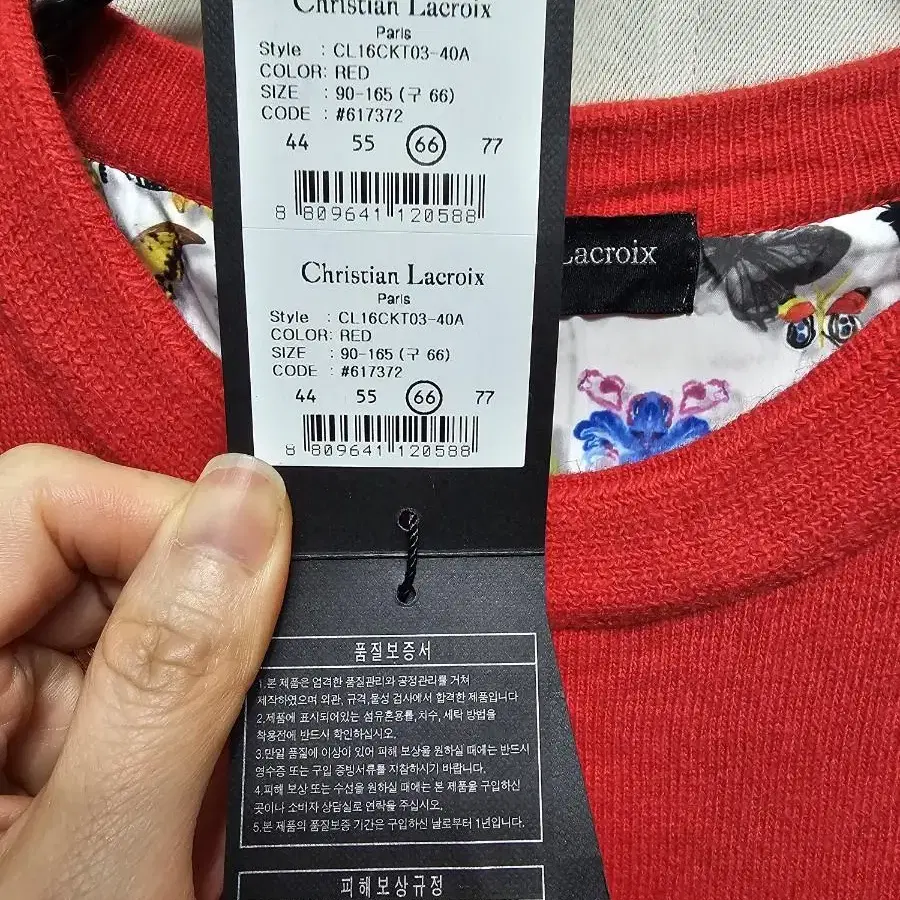 Christian Lacroix
Paris
Style : CL16CKT03-40A
COLOR: RED
SIZE : 90-165 (구 66)
CODE : #617372
44 55 66 77
8 809641 120588
Christian Lacroix
Paris
Style : CL16CKT03-40A
COLOR: RED
SIZE : 90-165 (구 66)
CODE : #617372
44 55 66 77
8 809641 120588
Lacroix
품질보증서
1.본 제품은 엄격한 품질관리와 공정관리를 거쳐
제작하였으며 외관, 규격,물성 검사에서 합격한 제품입니다
2.제품에 표시되어있는 섬유혼용률,치수, 세탁 방법을
착용전에 반드시 확인하십시오.
3.만일 품질에 이상이 있어 피해 보상을 원하실 때에는 반드시
영수증 또는 구입 증빙서류를 지참하시기 바랍니다.
4.피해 보상 또는 수선을 원하실 때에는 본 제품을 구입하신
곳이나 소비자 상담실로 연락을 주십시오.
5.본 제품의 품질보증 기간은 구입하신 날로부터 1년입니다.
피해보상규정